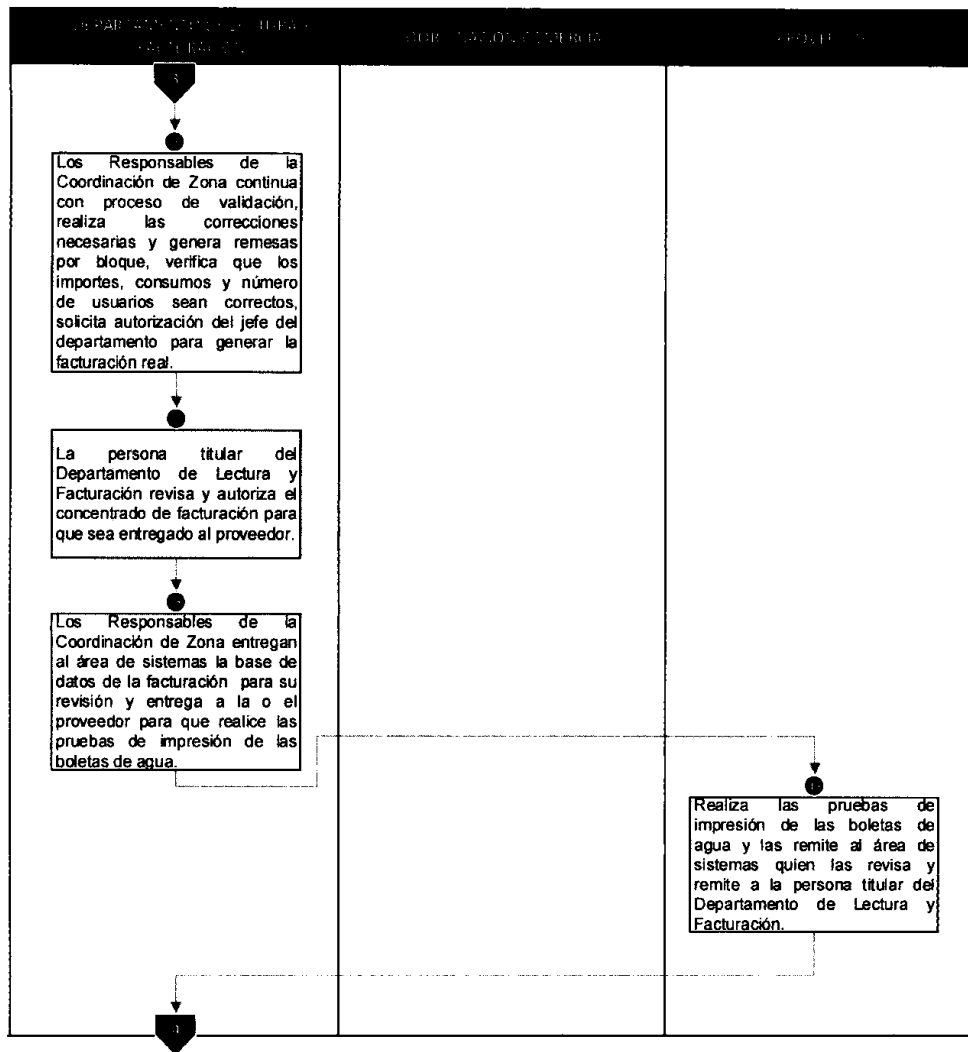 3
Los Responsables de la
Coordinación de Zona continua
con proceso de validación,
realiza las correcciones
necesarias y genera remesas
por bloque, verifica que los
importes, consumos y número
de usuarios sean correctos,
solicita autorización del jefe del
departamento para generar la
facturación real.
La persona titular del
Departamento de Lectura y
Facturación revisa y autoriza el
concentrado de facturación para
que sea entregado al proveedor.
Los Responsables de la
Coordinación de Zona entregan
al área de sistemas la base de
datos de la facturación para su
revisión y entrega a la o el
proveedor para que realice las
pruebas de impresión de las
boletas de agua.
Realiza las pruebas de
impresión de las boletas de
agua y las remite al área de
sistemas quien las revisa y
remite a la persona titular del
Departamento de Lectura y
Facturación.
4